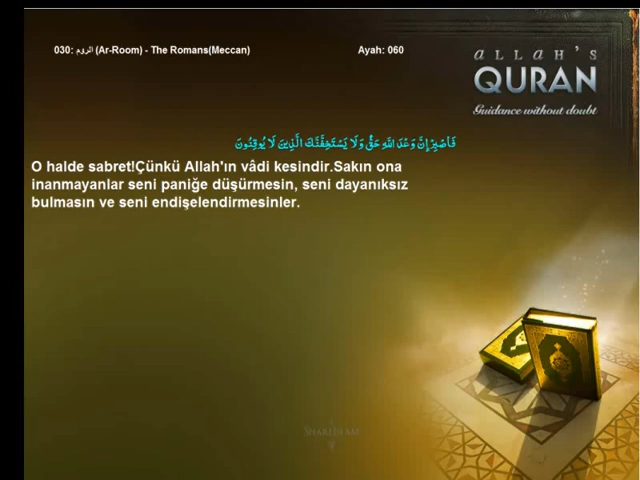 030: الروم (Ar-Room) - The Romans(Meccan) Ayah: 060
ALLAH'S
QURAN
Guidance without doubt
فَاصْبِرْ إِنَّ وَعْدَ اللَّهِ حَقٌّ وَلَا يَسْتَخِفَّنَّكَ الَّذِينَ لَا يُوقِنُونَ
O halde sabret!Çünkü Allah'ın vâdi kesindir.Sakın ona
inanmayanlar seni paniğe düşürmesin, seni dayanıksız
bulmasın ve seni endişelendirmesinler.
SHAREISLAM